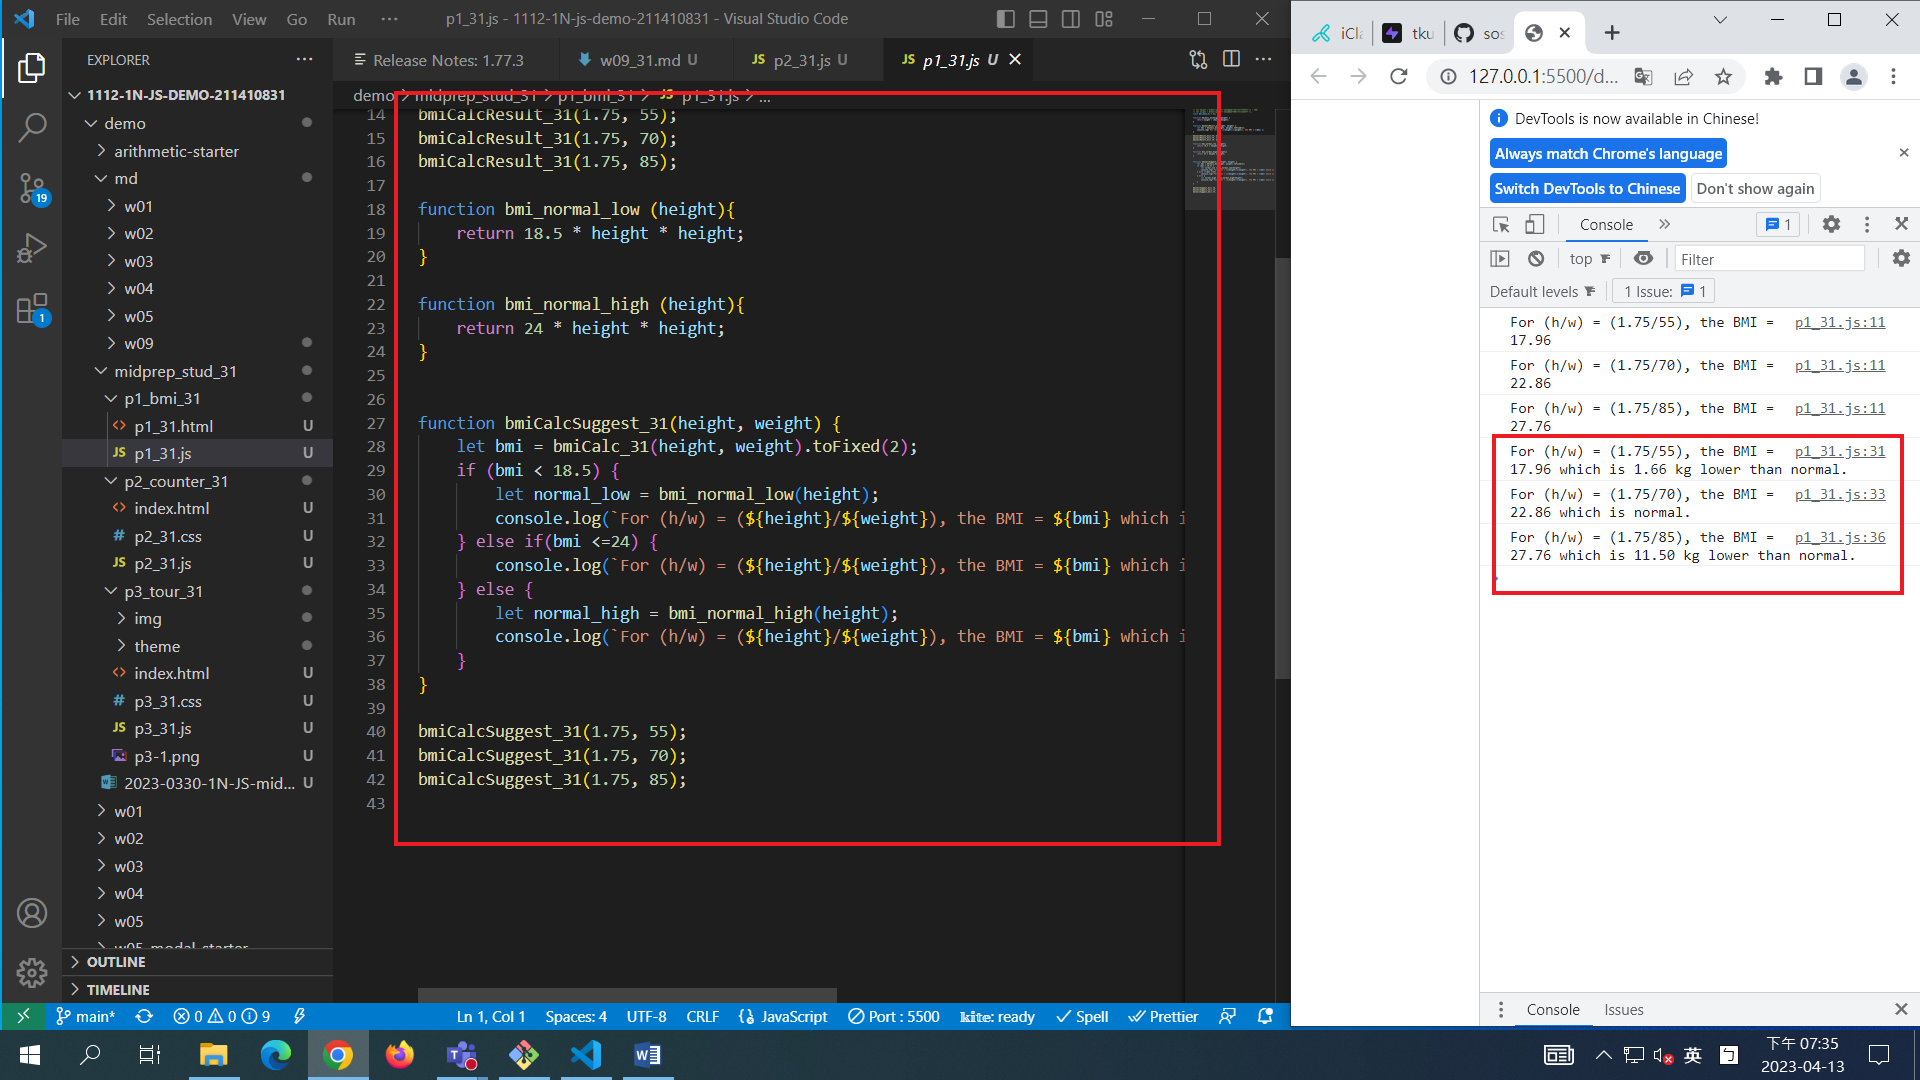 File Edit Selection View Go Run ··· p1_31.js - 1112-1N-js-demo-211410831 - Visual Studio Code
EXPLORER ···
1112-1N-JS-DEMO-211410831
demo
arithmetic-starter
md
w01
w02
w03
w04
w05
w09
midprep_stud_31
p1_bmi_31
p1_31.html U
JS p1_31.js U
p2_counter_31
index.html U
# p2_31.css U
JS p2_31.js U
p3_tour_31
img
theme
index.html U
# p3_31.css U
JS p3_31.js U
p3-1.png U
2023-0330-1N-JS-mid... U
w01
w02
w03
w04
w05
w05_modal_starter
OUTLINE
TIMELINE
19
1
Release Notes: 1.77.3
w09_31.md U
JS p2_31.js U
JS p1_31.js U
demo > midprep_stud_31 > p1_bmi_31 > JS p1_31.js > ...
14 bmiCalcResult_31(1.75, 55);
15 bmiCalcResult_31(1.75, 70);
16 bmiCalcResult_31(1.75, 85);
17
18 function bmi_normal_low (height){
19 return 18.5 * height * height;
20 }
21
22 function bmi_normal_high (height){
23 return 24 * height * height;
24 }
25
26
27 function bmiCalcSuggest_31(height, weight) {
28 let bmi = bmiCalc_31(height, weight).toFixed(2);
29 if (bmi < 18.5) {
30 let normal_low = bmi_normal_low(height);
31 console.log(`For (h/w) = (${height}/${weight}), the BMI = ${bmi} which i
32 } else if(bmi <=24) {
33 console.log(`For (h/w) = (${height}/${weight}), the BMI = ${bmi} which i
34 } else {
35 let normal_high = bmi_normal_high(height);
36 console.log(`For (h/w) = (${height}/${weight}), the BMI = ${bmi} which i
37 }
38 }
39
40 bmiCalcSuggest_31(1.75, 55);
41 bmiCalcSuggest_31(1.75, 70);
42 bmiCalcSuggest_31(1.75, 85);
43
main* 0 0 9 Ln 1, Col 1 Spaces: 4 UTF-8 CRLF JavaScript Port : 5500 kite: ready Spell Prettier
iCla tku sos
127.0.0.1:5500/d...
DevTools is now available in Chinese!
Always match Chrome's language
Switch DevTools to Chinese Don't show again
Console 1
top Filter
Default levels 1 Issue: 1
For (h/w) = (1.75/55), the BMI = p1_31.js:11
17.96
For (h/w) = (1.75/70), the BMI = p1_31.js:11
22.86
For (h/w) = (1.75/85), the BMI = p1_31.js:11
27.76
For (h/w) = (1.75/55), the BMI = p1_31.js:31
17.96 which is 1.66 kg lower than normal.
For (h/w) = (1.75/70), the BMI = p1_31.js:33
22.86 which is normal.
For (h/w) = (1.75/85), the BMI = p1_31.js:36
27.76 which is 11.50 kg lower than normal.
Console Issues
英 ㄅ 下午 07:35
2023-04-13